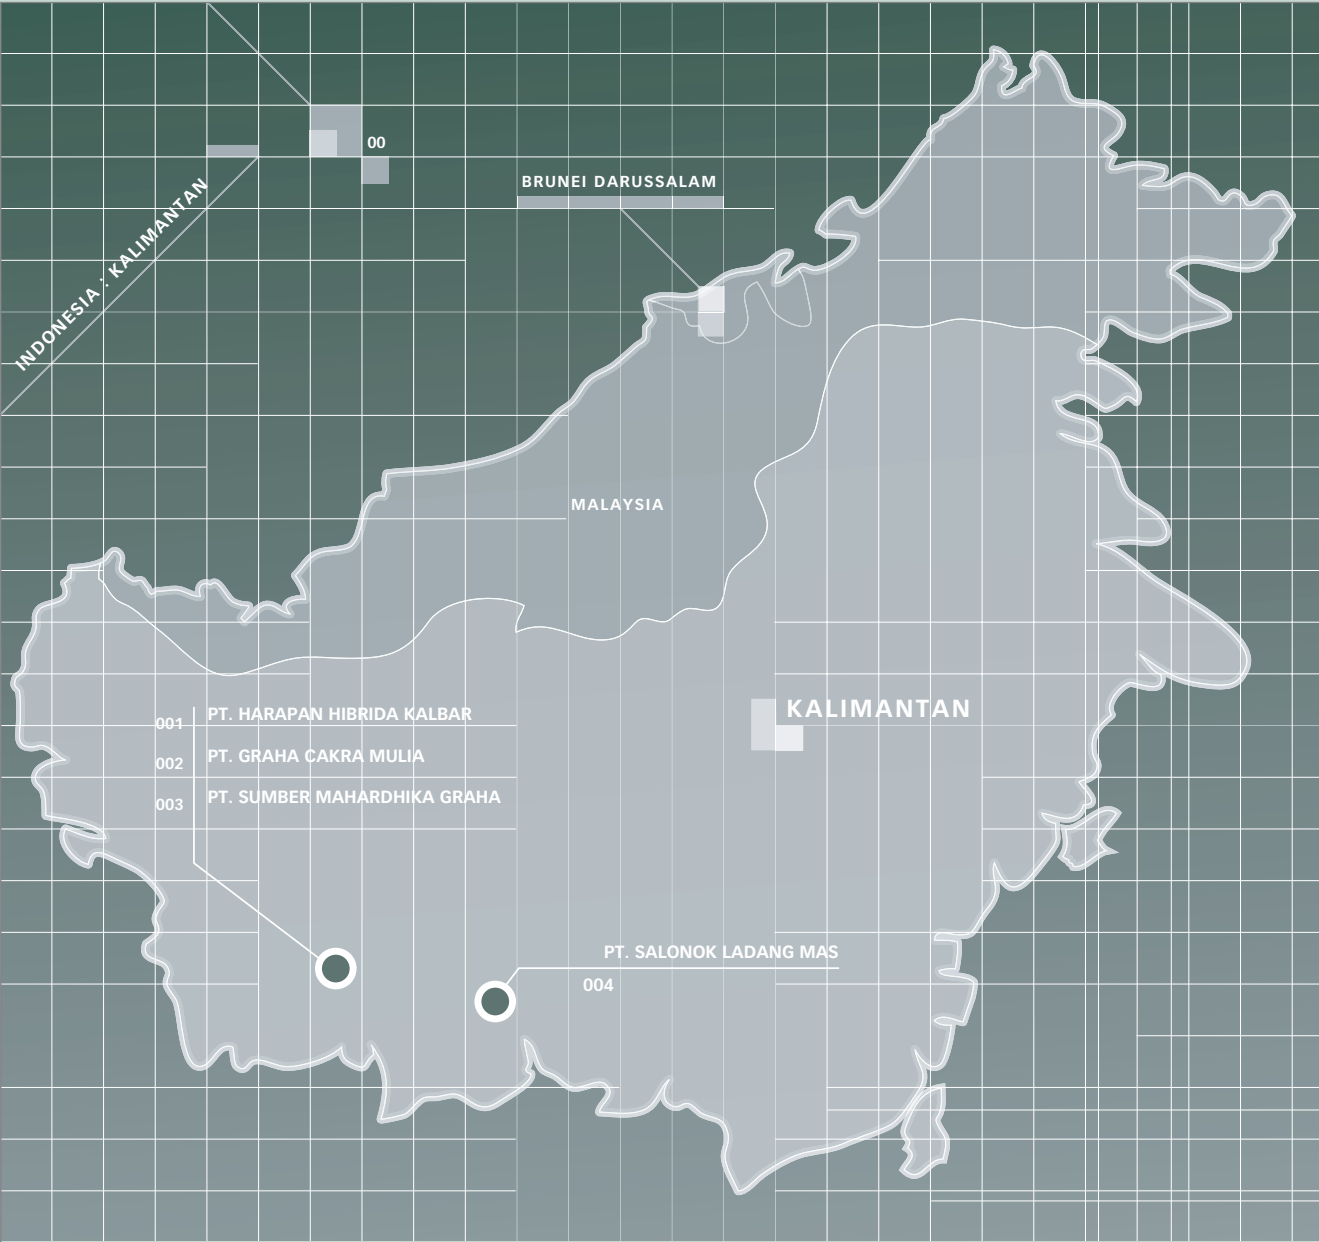 00
BRUNEI DARUSSALAM
INDONESIA : KALIMANTAN
MALAYSIA
KALIMANTAN
001 PT. HARAPAN HIBRIDA KALBAR
002 PT. GRAHA CAKRA MULIA
003 PT. SUMBER MAHARDHIKA GRAHA
PT. SALONOK LADANG MAS
004